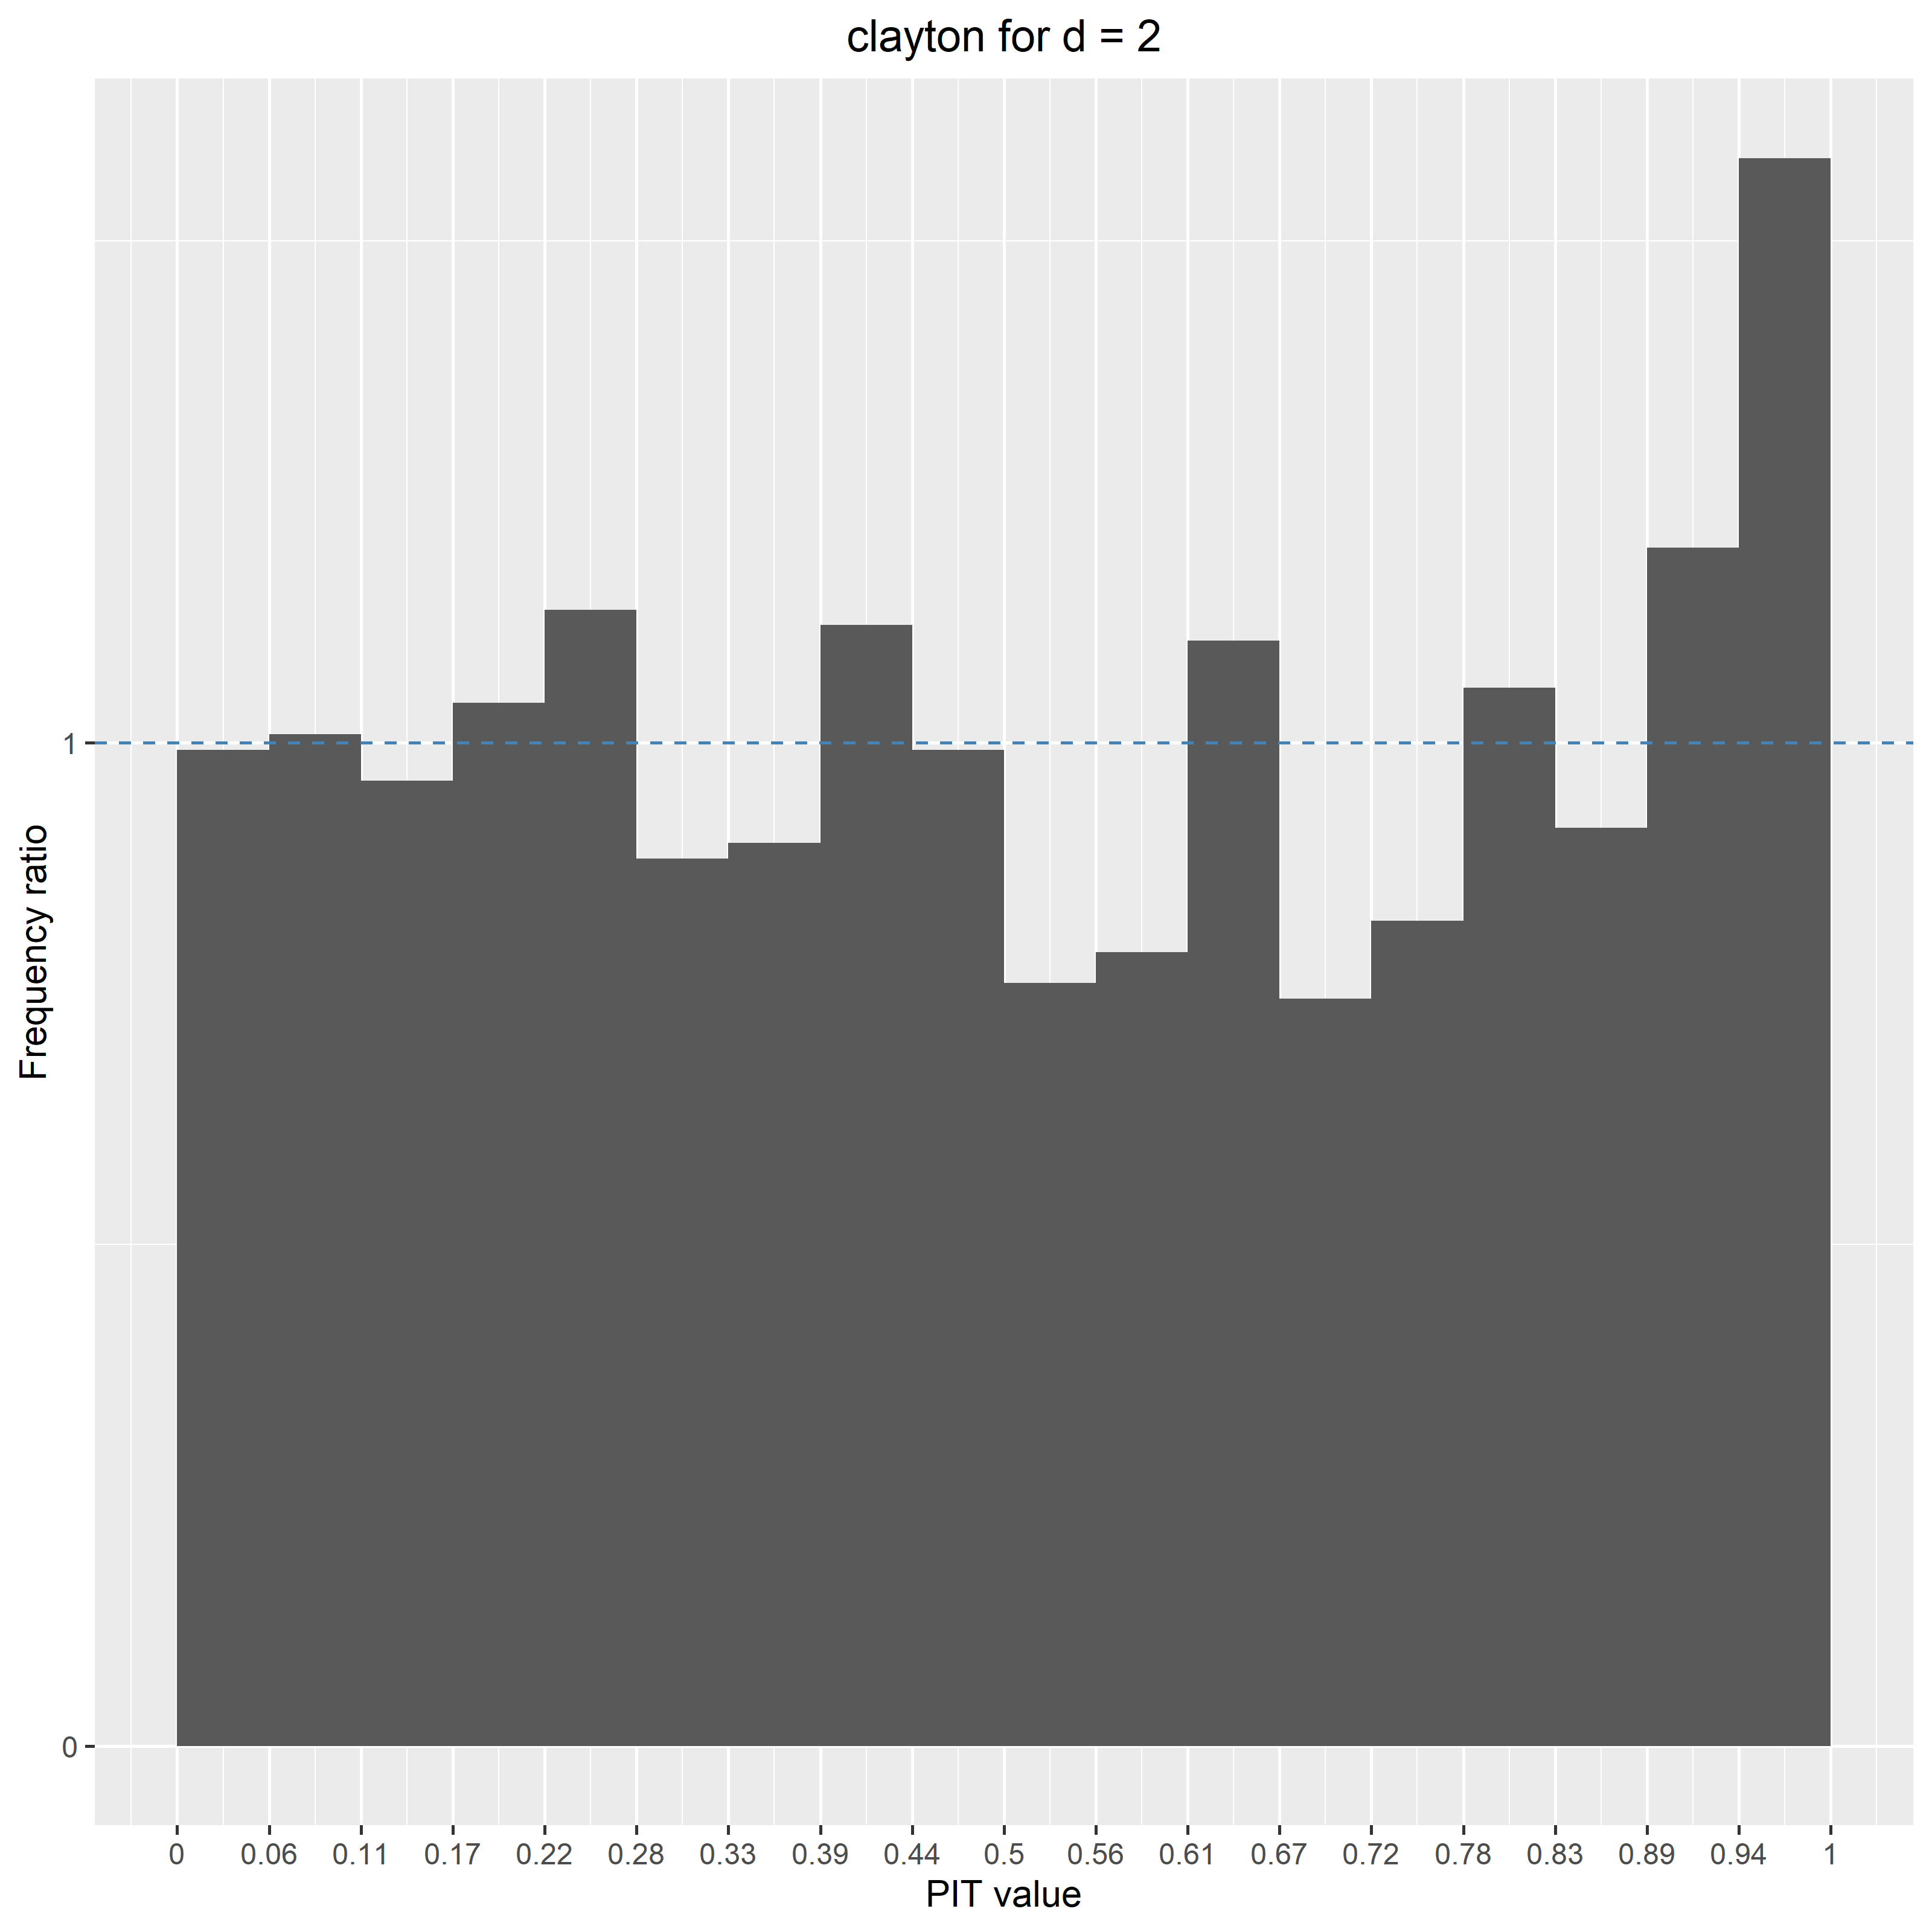 clayton for d = 2
Frequency ratio
1
0
0 0.06 0.11 0.17 0.22 0.28 0.33 0.39 0.44 0.5 0.56 0.61 0.67 0.72 0.78 0.83 0.89 0.94 1
PIT value